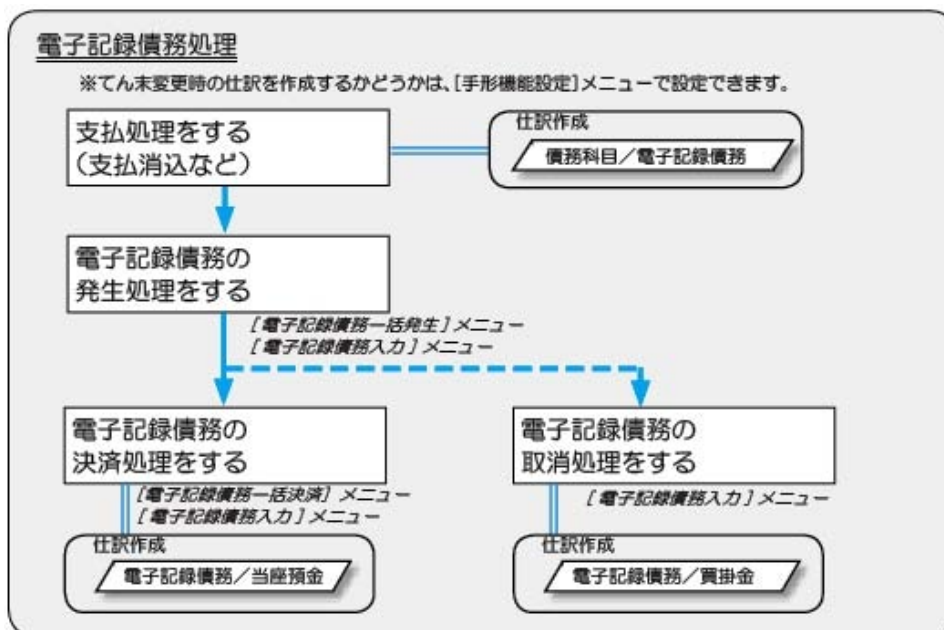 電子記録債務処理
※てん末変更時の仕訳を作成するかどうかは、[手形機能設定]メニューで設定できます。
支払処理をする
(支払消込など)
仕訳作成
債務科目/電子記録債務
電子記録債務の
発生処理をする
[電子記録債務一括発生]メニュー
[電子記録債務入力]メニュー
電子記録債務の
決済処理をする
[電子記録債務一括決済]メニュー
[電子記録債務入力]メニュー
仕訳作成
電子記録債務/当座預金
電子記録債務の
取消処理をする
[電子記録債務入力]メニュー
仕訳作成
電子記録債務/買掛金